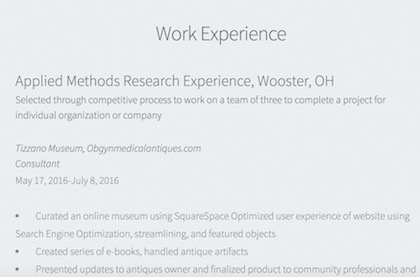 Work Experience
Applied Methods Research Experience, Wooster, OH
Selected through competitive process to work on a team of three to complete a project for
individual organization or company
Tizzano Museum, Obgynmedicalantiques.com
Consultant
May 17, 2016-July 8, 2016
• Curated an online museum using SquareSpace Optimized user experience of website using
Search Engine Optimization, streamlining, and featured objects
• Created series of e-books, handled antique artifacts
• Presented updates to antiques owner and finalized product to community professionals and